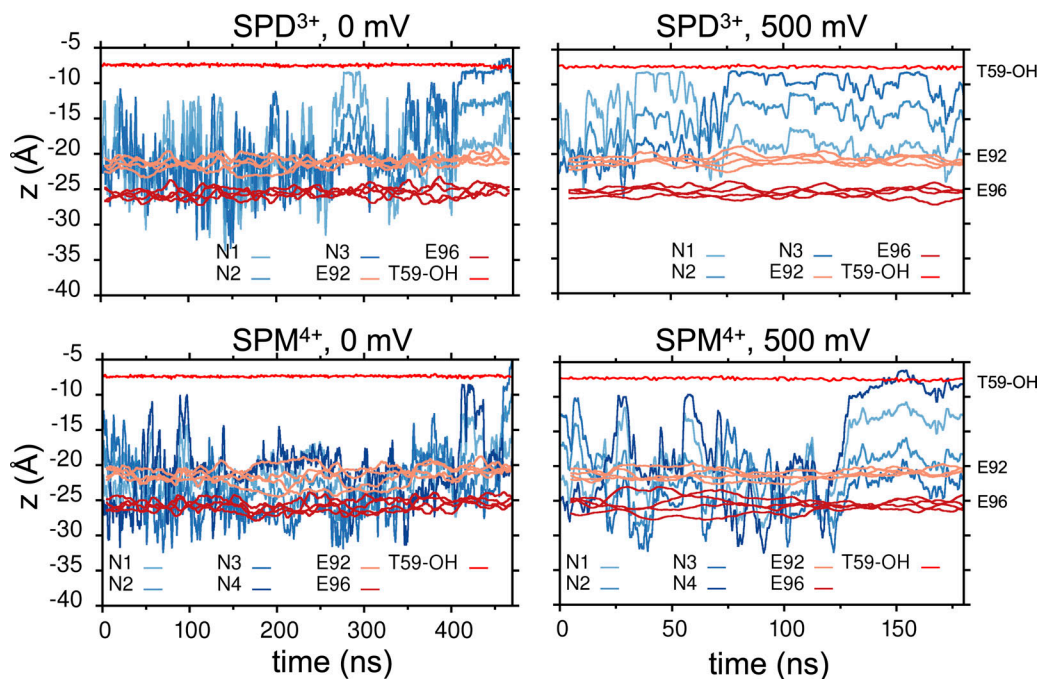 SPD³⁺, 0 mV
SPD³⁺, 500 mV
-5
-10
-15
-20
-25
-30
-35
-40
z (Å)
N1 N3 E96
N2 E92 T59-OH
N1 N3 E96
N2 E92 T59-OH
T59-OH
E92
E96
SPM⁴⁺, 0 mV
SPM⁴⁺, 500 mV
-5
-10
-15
-20
-25
-30
-35
-40
z (Å)
N1 N3 E92 T59-OH
N2 N4 E96
N1 N3 E92 T59-OH
N2 N4 E96
T59-OH
E92
E96
0 100 200 300 400
0 50 100 150
time (ns)
time (ns)